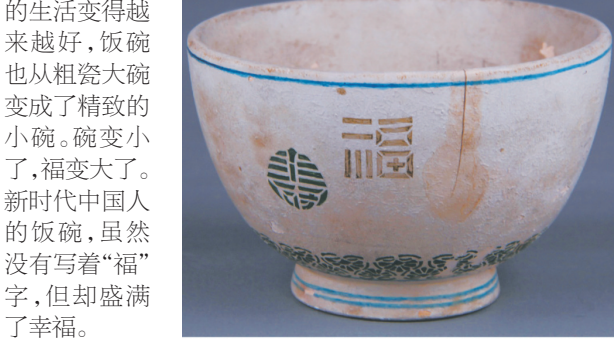 的生活变得越
来越好,饭碗
也从粗瓷大碗
变成了精致的
小碗。碗变小
了,福变大了。
新时代中国人
的饭碗,虽然
没有写着“福”
字,但却盛满
了幸福。
福